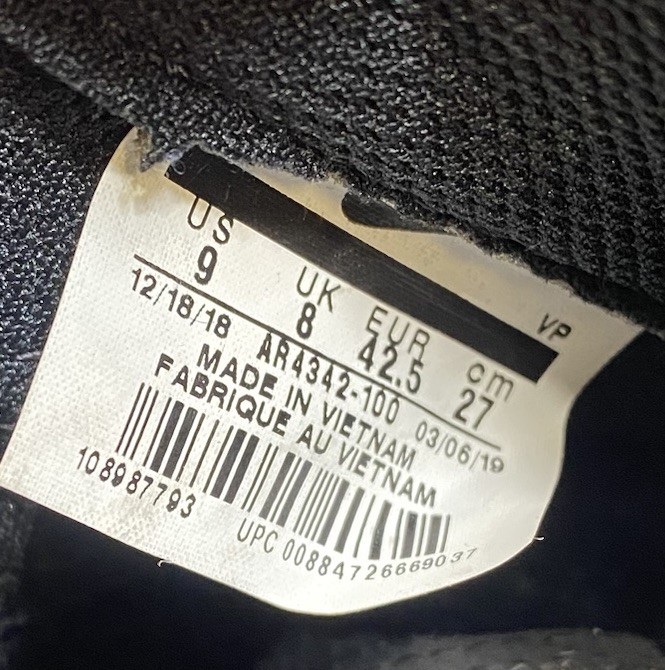 VP
US UK EUR cm
9 8 42.5 27
12/18/18 AR4342-100 03/06/19
MADE IN VIETNAM
FABRIQUE AU VIETNAM
108987793
UPC 00884726669037